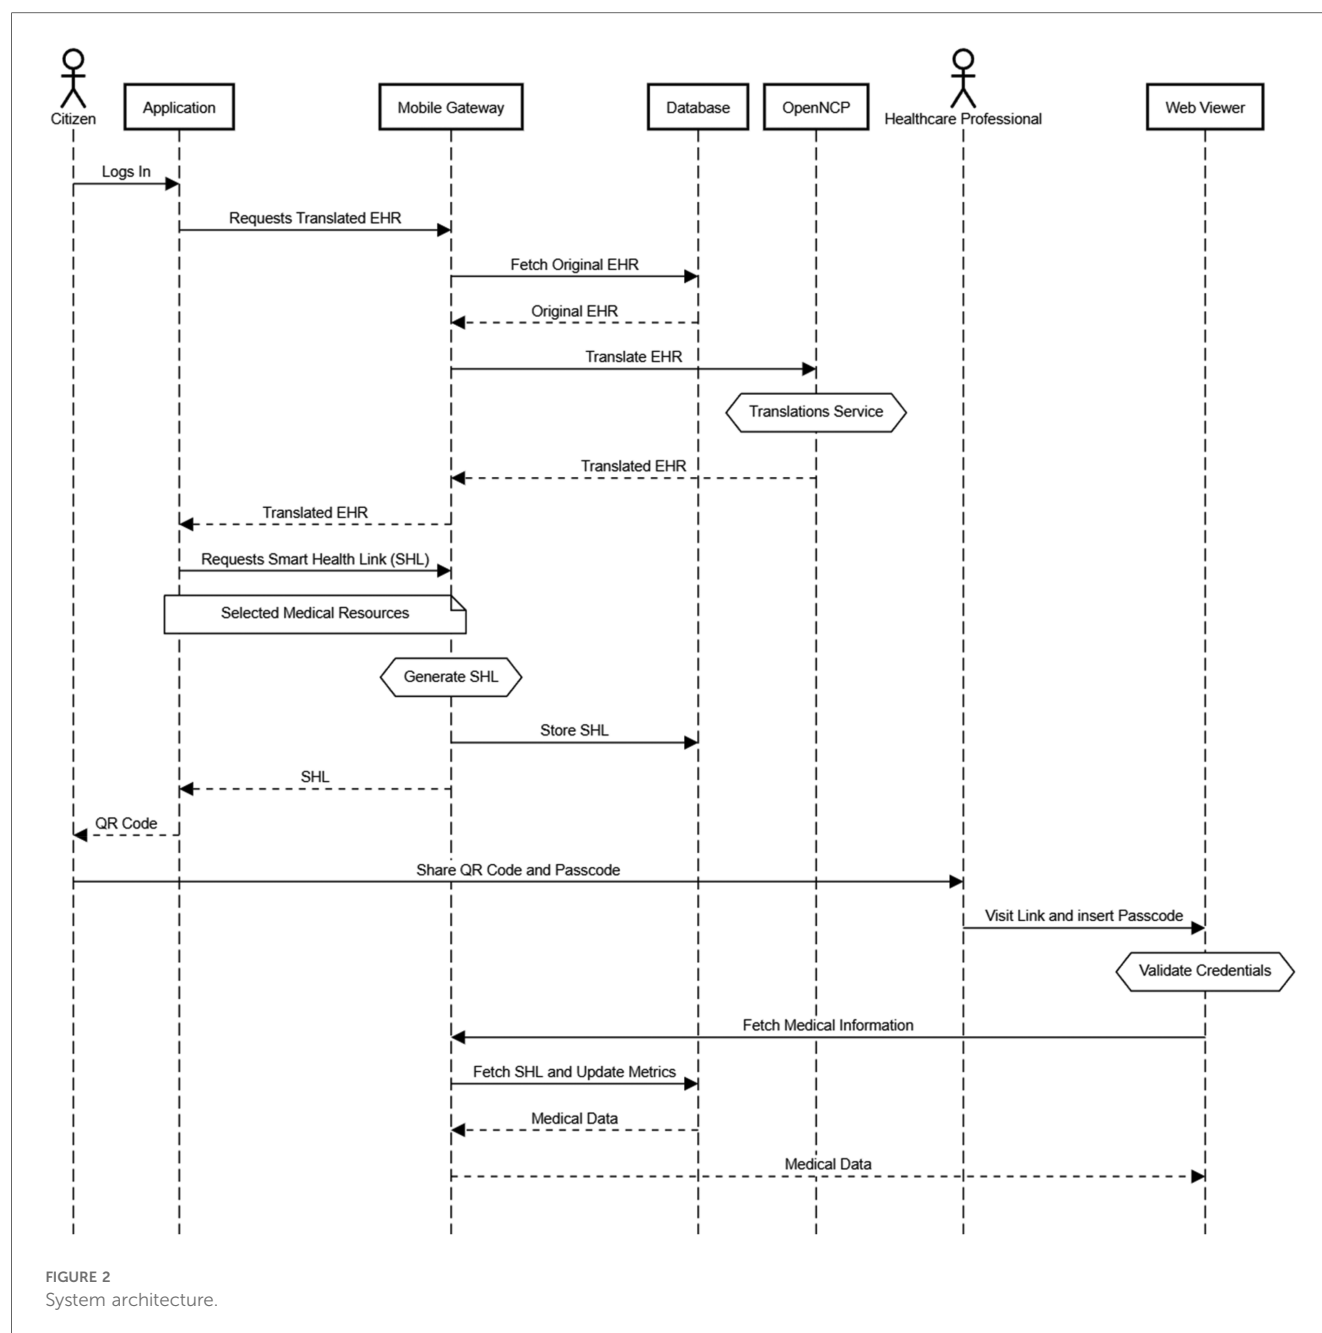 Citizen
Application
Mobile Gateway
Database
OpenNCP
Healthcare Professional
Web Viewer
Logs In
Requests Translated EHR
Fetch Original EHR
Original EHR
Translate EHR
Translations Service
Translated EHR
Translated EHR
Requests Smart Health Link (SHL)
Selected Medical Resources
Generate SHL
Store SHL
SHL
QR Code
Share QR Code and Passcode
Visit Link and insert Passcode
Validate Credentials
Fetch Medical Information
Fetch SHL and Update Metrics
Medical Data
Medical Data
FIGURE 2
System architecture.